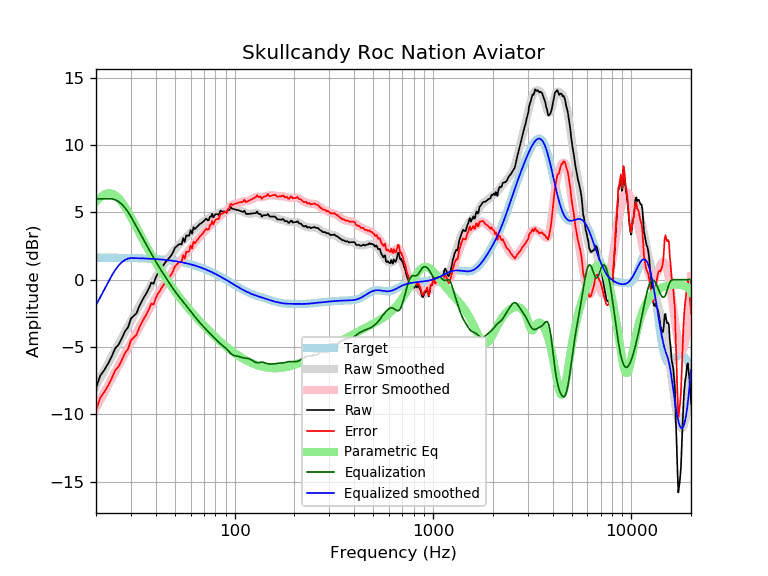 Skullcandy Roc Nation Aviator
Amplitude (dBr)
15
10
5
0
−5
−10
−15
Target
Raw Smoothed
Error Smoothed
Raw
Error
Parametric Eq
Equalization
Equalized smoothed
100
1000
10000
Frequency (Hz)